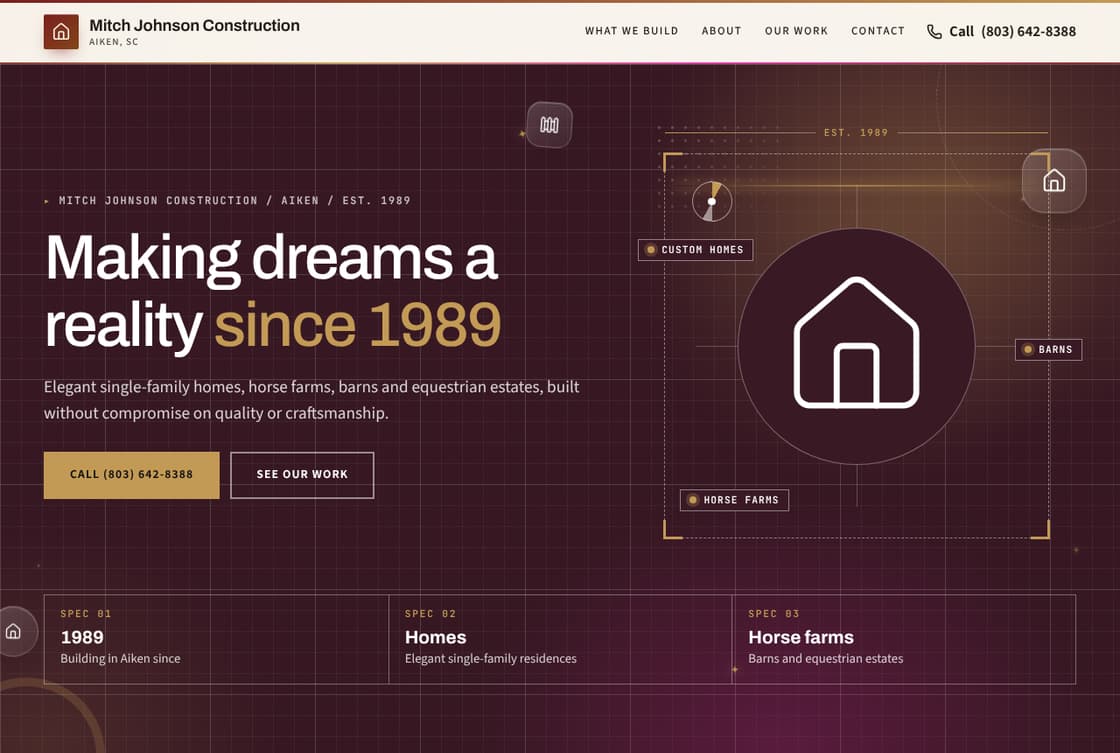 Mitch Johnson Construction
AIKEN, SC
WHAT WE BUILD ABOUT OUR WORK CONTACT Call (803) 642-8388
EST. 1989
▸ MITCH JOHNSON CONSTRUCTION / AIKEN / EST. 1989
Making dreams a
reality since 1989
Elegant single-family homes, horse farms, barns and equestrian estates, built
without compromise on quality or craftsmanship.
CALL (803) 642-8388 SEE OUR WORK
CUSTOM HOMES
BARNS
HORSE FARMS
SPEC 01
1989
Building in Aiken since
SPEC 02
Homes
Elegant single-family residences
SPEC 03
Horse farms
Barns and equestrian estates